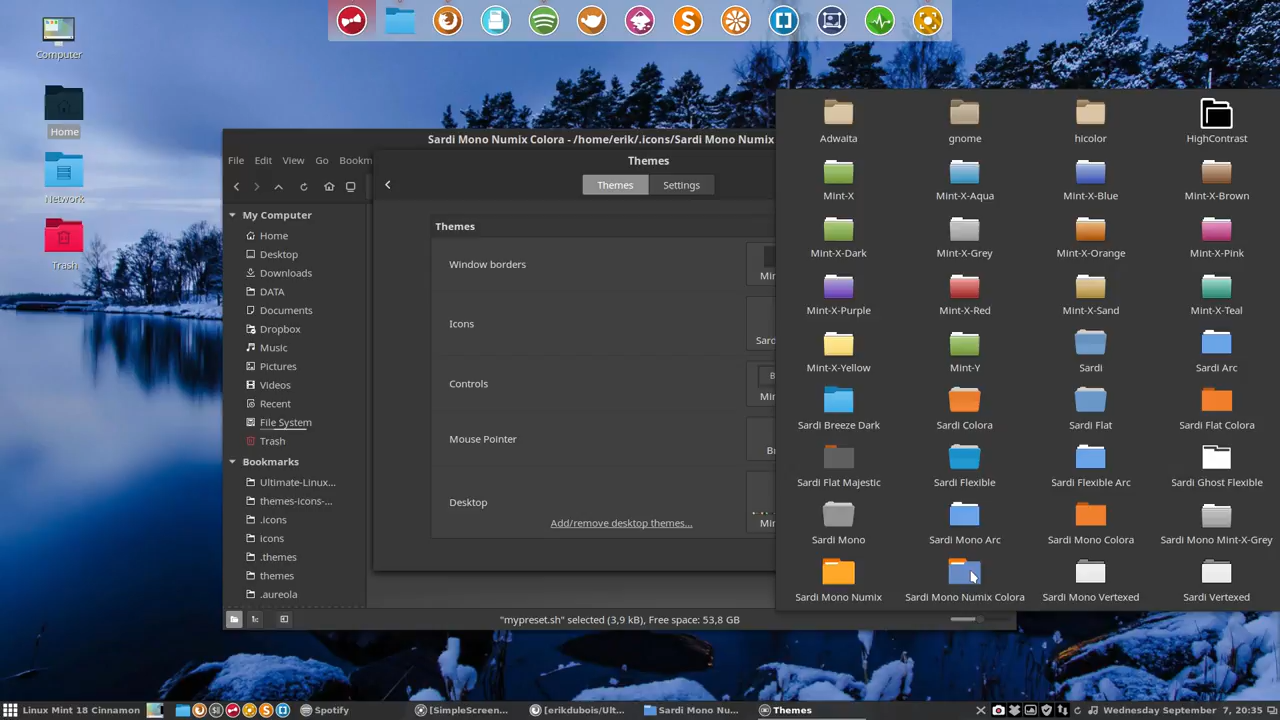 Computer
Home
Network
Trash
Sardi Mono Numix Colora - /home/erik/.icons/Sardi Mono Numix
File Edit View Go Bookm
My Computer
Home
Desktop
Downloads
DATA
Documents
Dropbox
Music
Pictures
Videos
Recent
File System
Trash
Bookmarks
Ultimate-Linux...
themes-icons-...
.icons
icons
.themes
themes
.aureola
"mypreset.sh" selected (3,9 kB), Free space: 53,8 GB
Themes
Themes Settings
Themes
Window borders
Min
Icons
Sard
Controls
B
Min
Mouse Pointer
Br
Desktop
Min
Add/remove desktop themes...
Adwaita gnome hicolor HighContrast
Mint-X Mint-X-Aqua Mint-X-Blue Mint-X-Brown
Mint-X-Dark Mint-X-Grey Mint-X-Orange Mint-X-Pink
Mint-X-Purple Mint-X-Red Mint-X-Sand Mint-X-Teal
Mint-X-Yellow Mint-Y Sardi Sardi Arc
Sardi Breeze Dark Sardi Colora Sardi Flat Sardi Flat Colora
Sardi Flat Majestic Sardi Flexible Sardi Flexible Arc Sardi Ghost Flexible
Sardi Mono Sardi Mono Arc Sardi Mono Colora Sardi Mono Mint-X-Grey
Sardi Mono Numix Sardi Mono Numix Colora Sardi Mono Vertexed Sardi Vertexed
Linux Mint 18 Cinnamon Spotify [SimpleScreen... [erikdubois/Ult... Sardi Mono Nu... Themes Wednesday September 7, 20:35